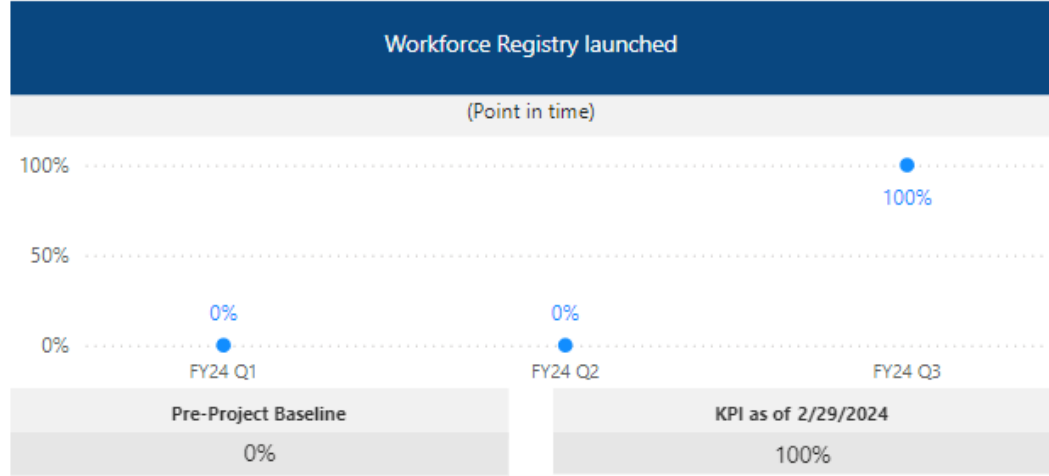 Workforce Registry launched
(Point in time)
100%
100%
50%
0%
0%
0%
FY24 Q1
FY24 Q2
FY24 Q3
Pre-Project Baseline
KPI as of 2/29/2024
0%
100%